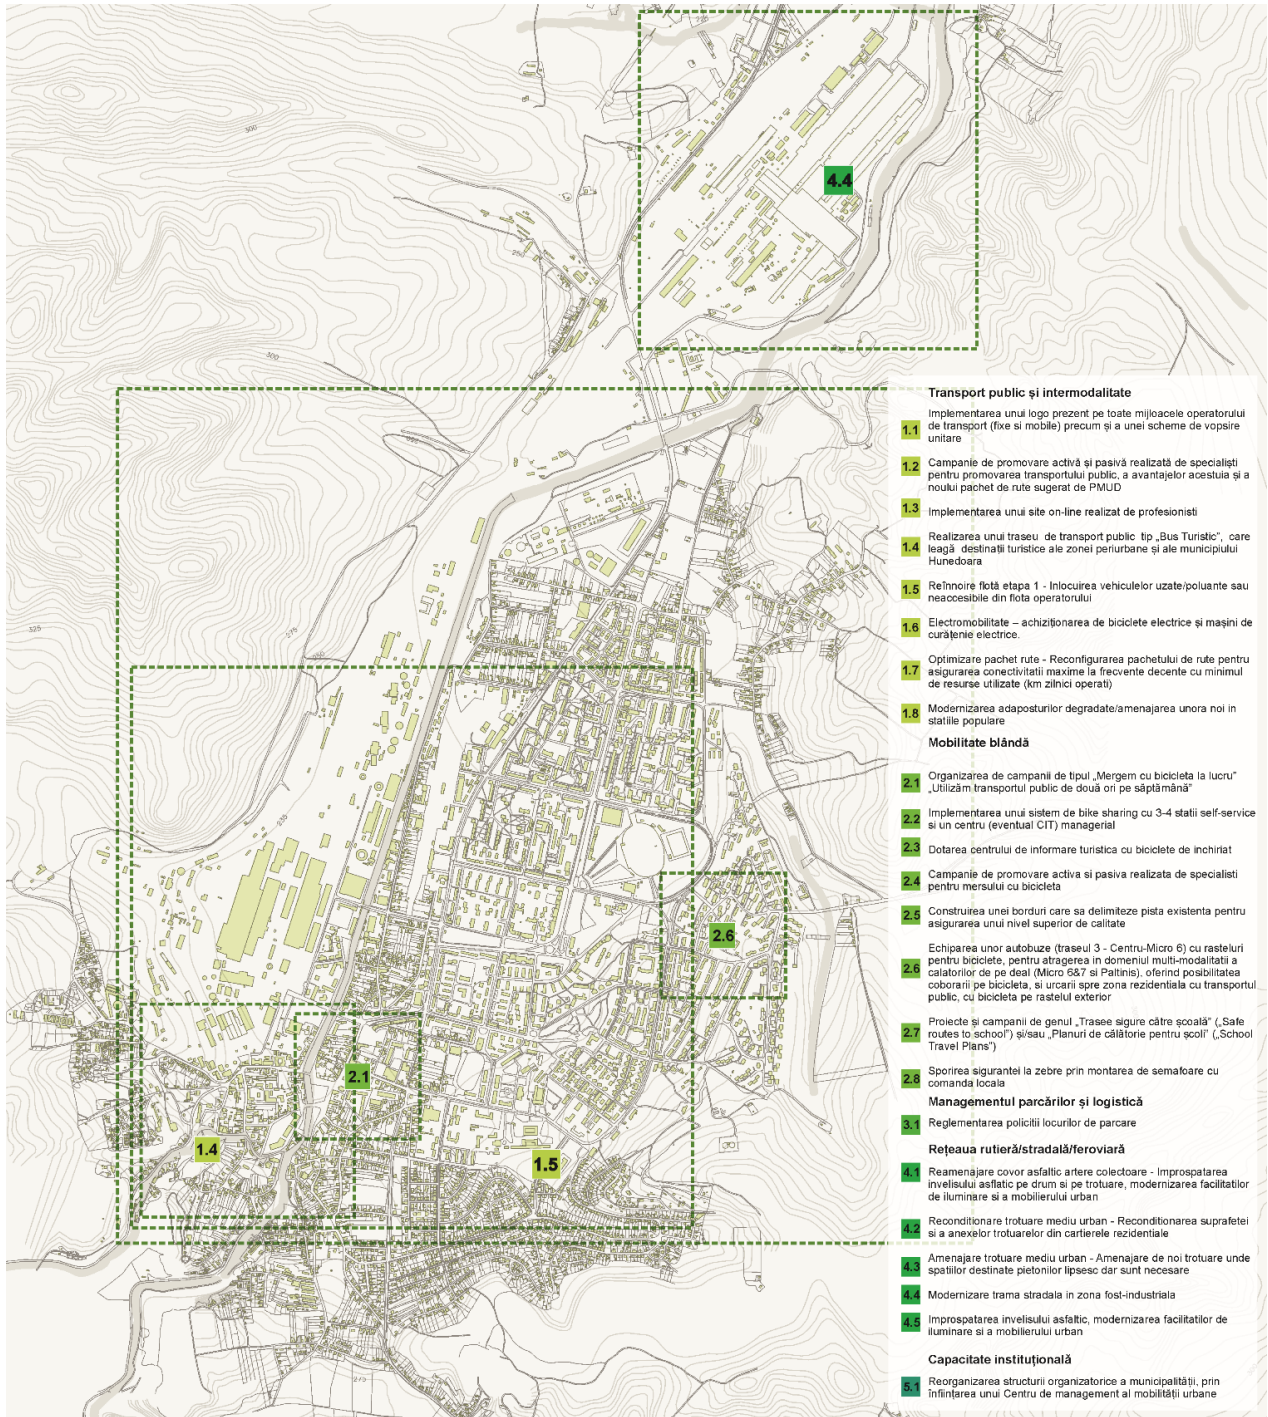 225
4.4
300
250
300
250
275
325
250
235
2.6
2.1
1.4
1.5
275
Transport public și intermodalitate
1.1 Implementarea unui logo prezent pe toate mijloacele operatorului
de transport (fixe si mobile) precum și a unei scheme de vopsire
unitare
1.2 Campanie de promovare activă și pasivă realizată de specialiști
pentru promovarea transportului public, a avantajelor acestuia și a
noului pachet de rute sugerat de PMUD
1.3 Implementarea unui site on-line realizat de profesionisti
1.4 Realizarea unui traseu de transport public tip „Bus Turistic”, care
leagă destinații turistice ale zonei periurbane și ale municipiului
Hunedoara
1.5 Reînnoire flotă etapa 1 - Inlocuirea vehiculelor uzate/poluante sau
neaccesibile din flota operatorului
1.6 Electromobilitate – achiziționarea de biciclete electrice și mașini de
curățenie electrice.
1.7 Optimizare pachet rute - Reconfigurarea pachetului de rute pentru
asigurarea conectivitatii maxime la frecvente decente cu minimul
de resurse utilizate (km zilnici operati)
1.8 Modernizarea adaposturilor degradate/amenajarea unora noi in
statiile populare
Mobilitate blândă
2.1 Organizarea de campanii de tipul „Mergem cu bicicleta la lucru”
„Utilizăm transportul public de două ori pe săptămână”
2.2 Implementarea unui sistem de bike sharing cu 3-4 statii self-service
si un centru (eventual CIT) managerial
2.3 Dotarea centrului de informare turistica cu biciclete de inchiriat
2.4 Campanie de promovare activa si pasiva realizata de specialisti
pentru mersului cu bicicleta
2.5 Construirea unei borduri care sa delimiteze pista existenta pentru
asigurarea unui nivel superior de calitate
2.6 Echiparea unor autobuze (traseul 3 - Centru-Micro 6) cu rasteluri
pentru biciclete, pentru atragerea in domeniul multi-modalitatii a
calatorilor de pe deal (Micro 6&7 si Paltinis), oferind posibilitatea
coborarii pe bicicleta, si urcarii spre zona rezidentiala cu transportul
public, cu bicicleta pe rastelul exterior
2.7 Proiecte și campanii de genul „Trasee sigure către școală” („Safe
routes to school”) și/sau „Planuri de călătorie pentru școli” („School
Travel Plans”)
2.8 Sporirea sigurantei la zebre prin montarea de semafoare cu
comanda locala
Managementul parcărilor și logistică
3.1 Reglementarea politicii locurilor de parcare
Rețeaua rutieră/stradală/feroviară
4.1 Reamenajare covor asfaltic artere colectoare - Improspatarea
invelisului asflatic pe drum si pe trotuare, modernizarea facilitatilor
de iluminare si a mobilierului urban
4.2 Reconditionare trotuare mediu urban - Reconditionarea suprafetei
si a anexelor trotuarelor din cartierele rezidentiale
4.3 Amenajare trotuare mediu urban - Amenajare de noi trotuare unde
spatiilor destinate pietonilor lipsesc dar sunt necesare
4.4 Modernizare trama stradala in zona fost-industriala
4.5 Improspatarea invelisului asfaltic, modernizarea facilitatilor de
iluminare si a mobilierului urban
Capacitate instituțională
5.1 Reorganizarea structurii organizatorice a municipalității, prin
înființarea unui Centru de management al mobilității urbane